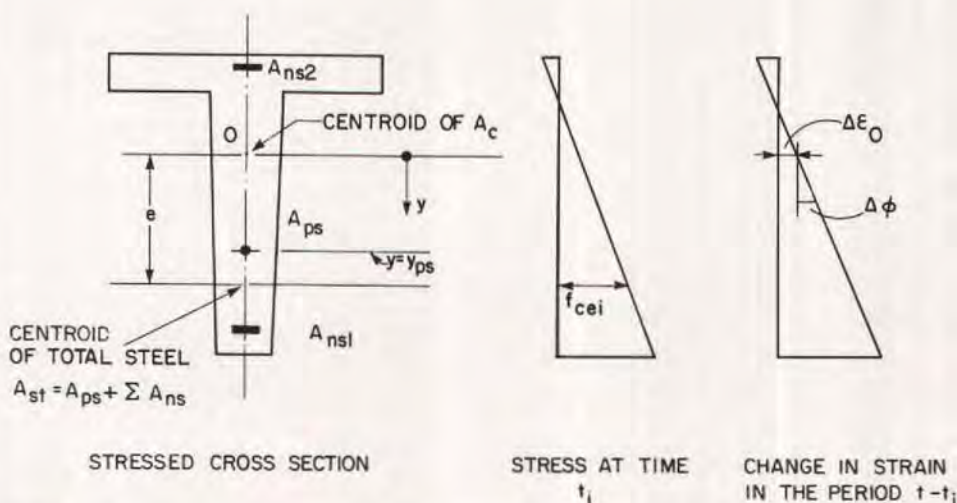 A_ns2
O
CENTROID OF A_c
e
y
A_ps
y=y_ps
CENTROID
OF TOTAL STEEL
A_st = A_ps + Σ A_ns
A_ns1
STRESSED CROSS SECTION
f_cei
STRESS AT TIME
t_i
Δε_O
Δφ
CHANGE IN STRAIN
IN THE PERIOD t-t_i